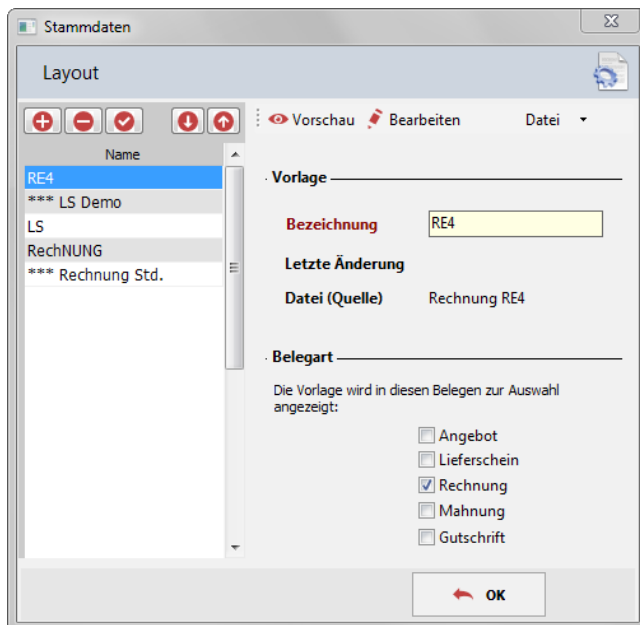 Stammdaten
Layout
Vorschau Bearbeiten Datei
Name
RE4
*** LS Demo
LS
RechNUNG
*** Rechnung Std.
Vorlage
Bezeichnung RE4
Letzte Änderung
Datei (Quelle) Rechnung RE4
Belegart
Die Vorlage wird in diesen Belegen zur Auswahl
angezeigt:
Angebot
Lieferschein
Rechnung
Mahnung
Gutschrift
OK